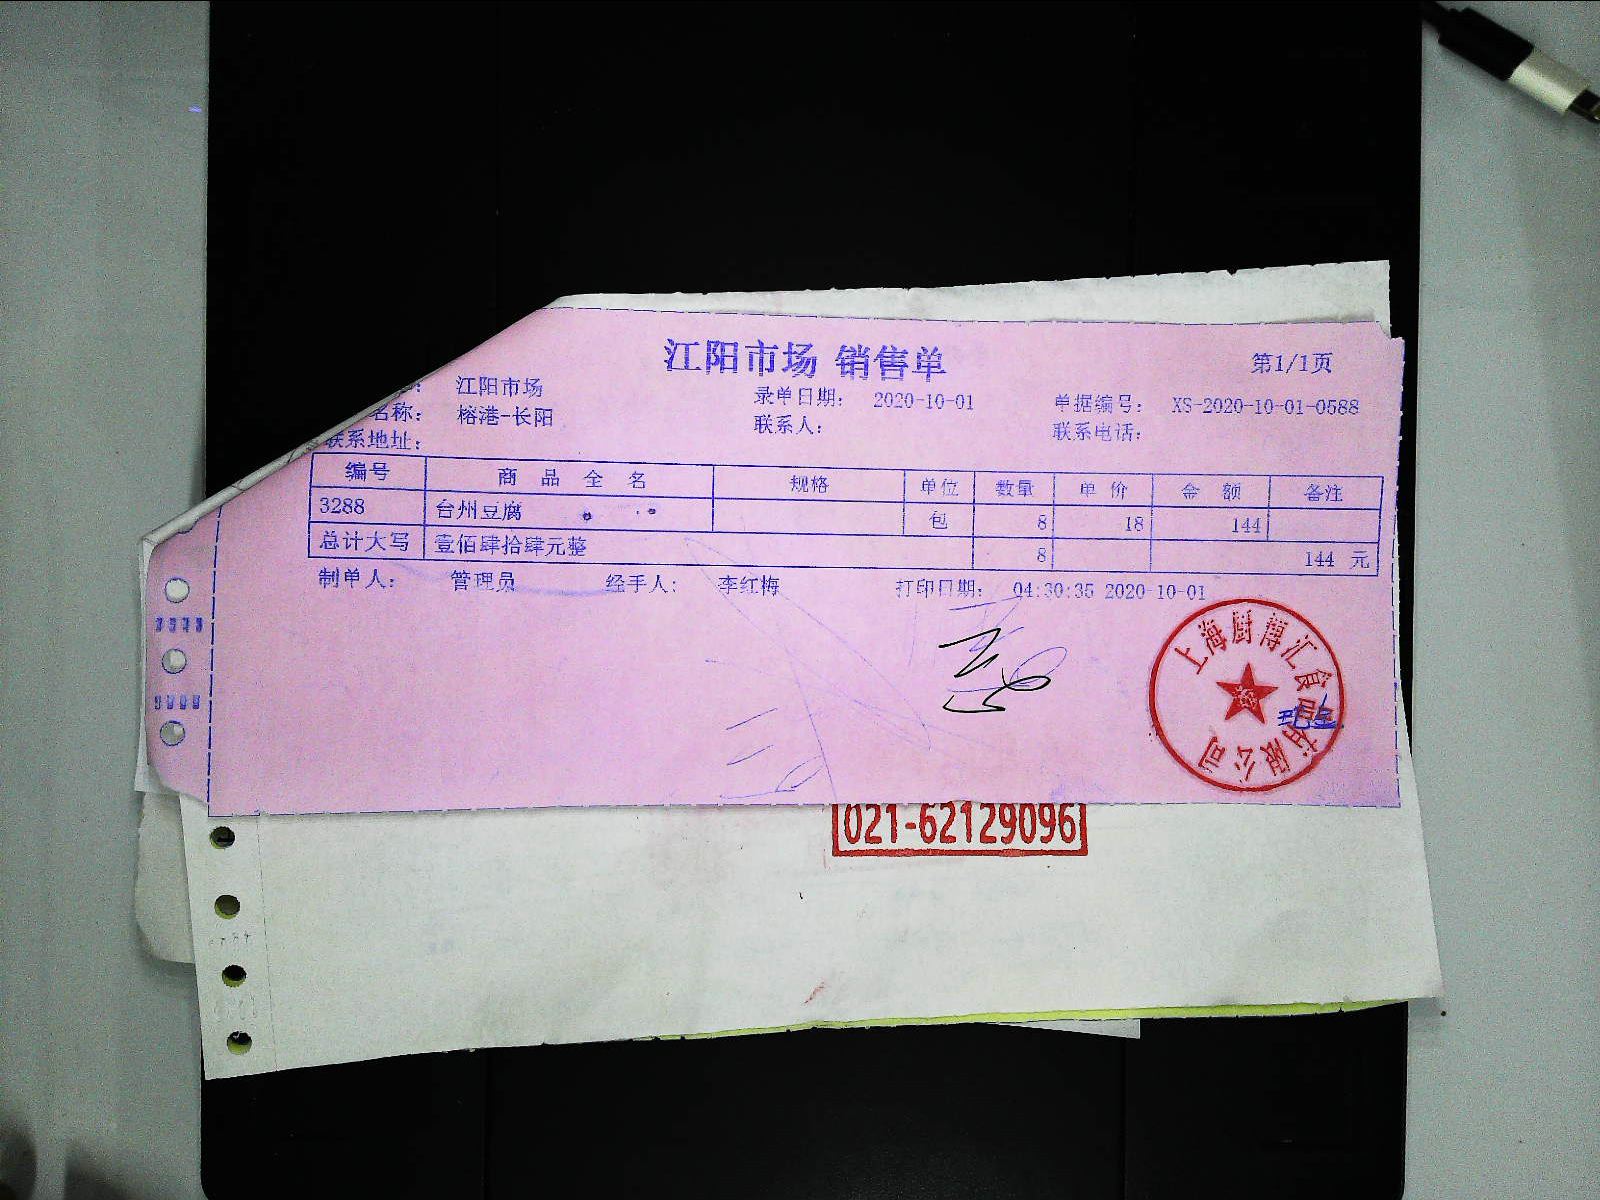 江阳市场 销售单
第1/1页
江阳市场 录单日期： 2020-10-01 单据编号： XS-2020-10-01-0588
名称： 榕港-长阳 联系人： 联系电话：
联系地址：
编号 商品全名 规格 单位 数量 单价 金额 备注
3288 台州豆腐 包 8 18 144
总计大写 壹佰肆拾肆元整 8 144 元
制单人： 管理员 经手人： 李红梅 打印日期： 04:30:35 2020-10-01
上海厨博汇食品有限公司
021-62129096